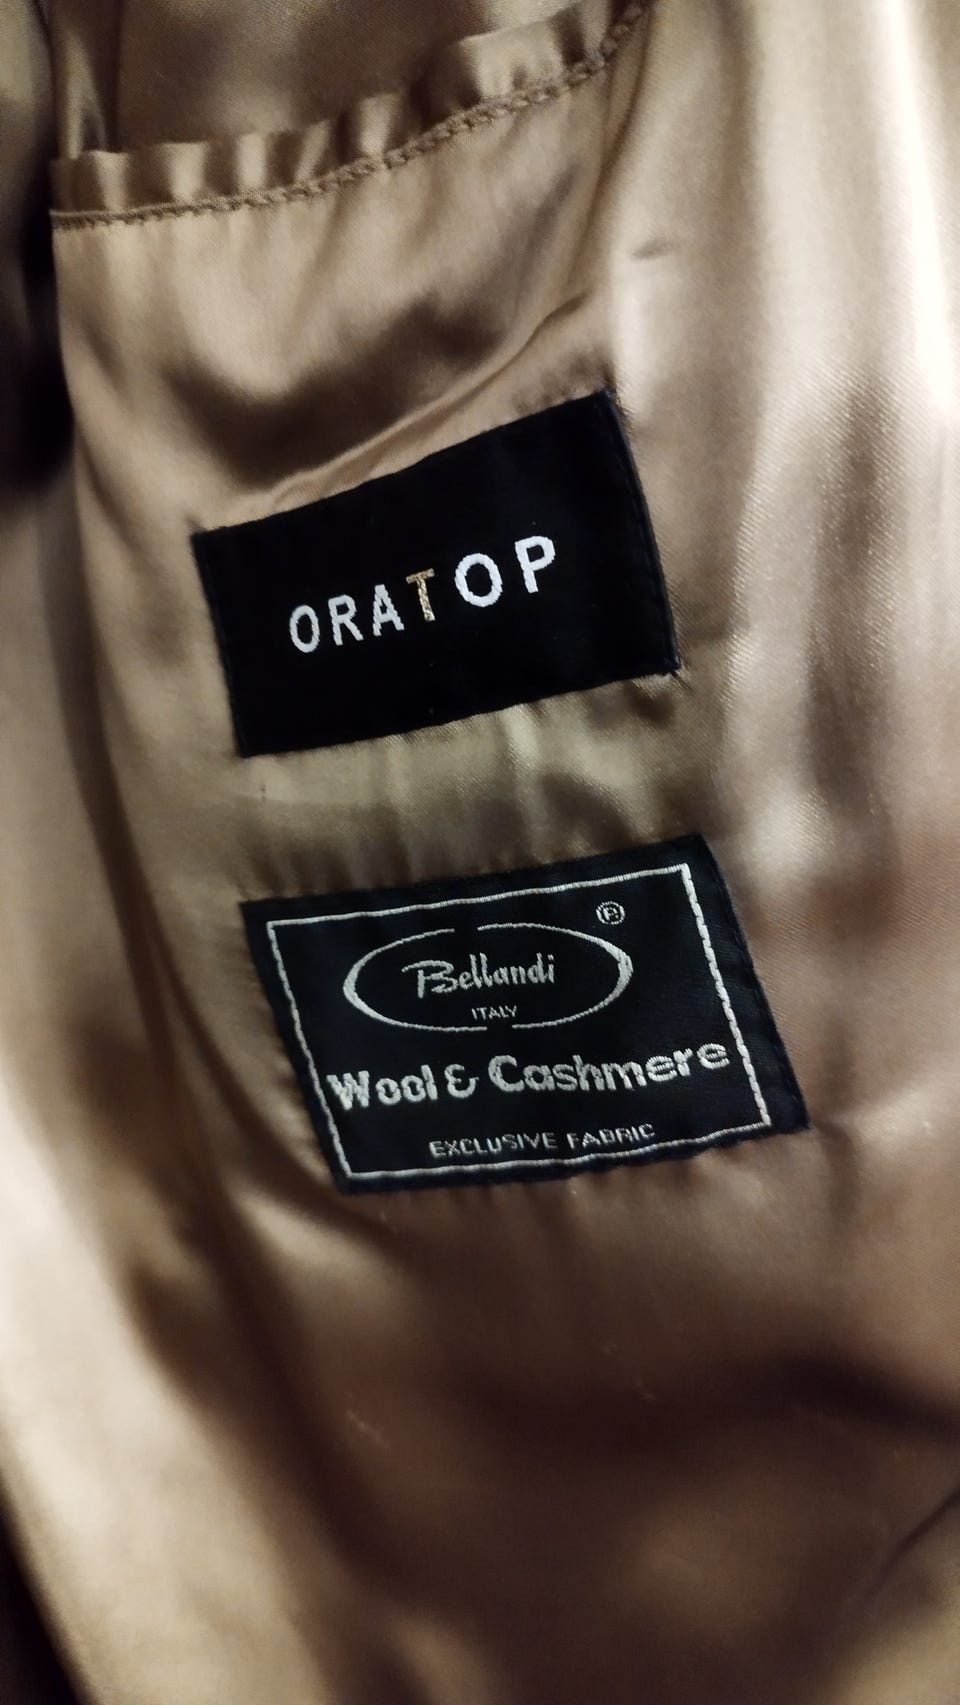 ORATOP
®
Bellandi
ITALY
Wool & Cashmere
EXCLUSIVE FABRIC